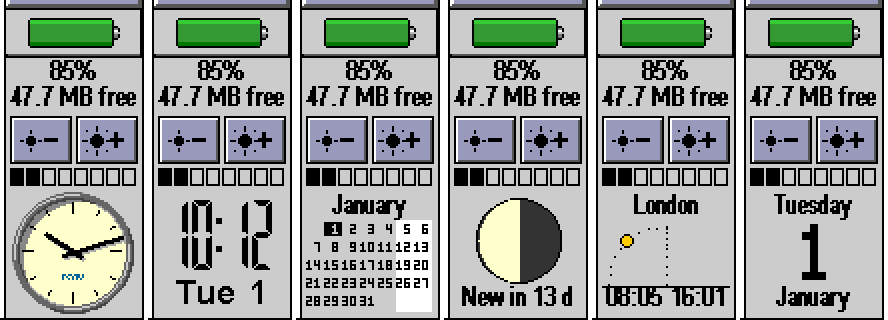 85%
47.7 MB free
85%
47.7 MB free
Tue 1
10:12
85%
47.7 MB free
January
1 2 3 4 5 6
7 8 9 10 11 12 13
14 15 16 17 18 19 20
21 22 23 24 25 26 27
28 29 30 31
85%
47.7 MB free
New in 13 d
85%
47.7 MB free
London
08:05 16:01
85%
47.7 MB free
Tuesday
1
January